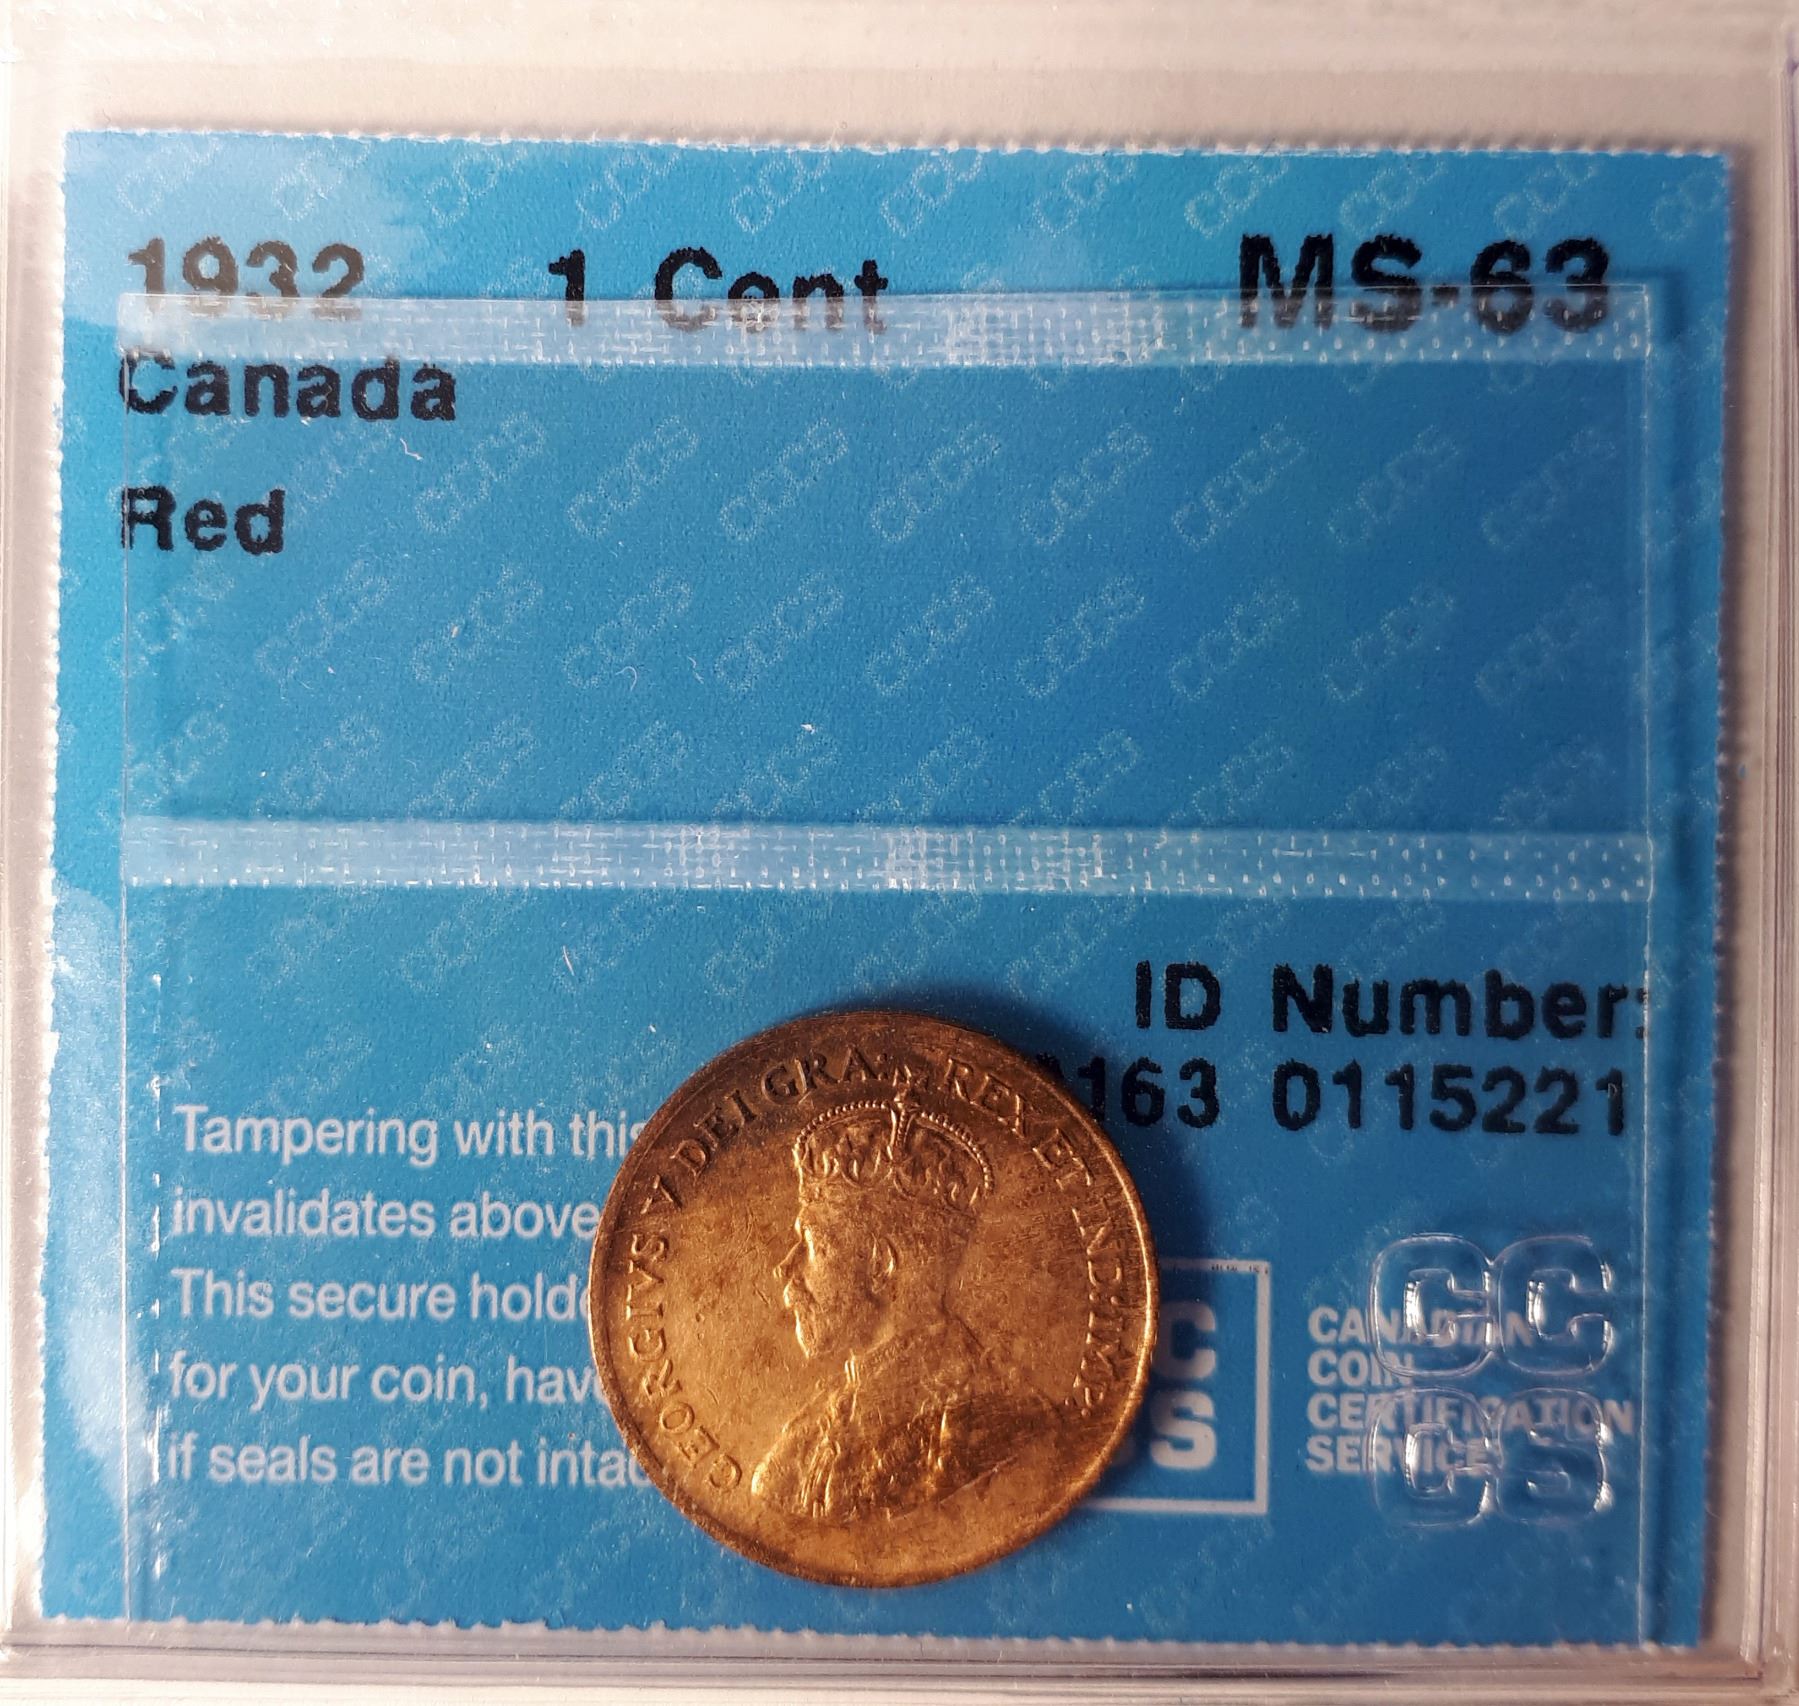 1932 1 Cent MS-63
Canada
Red
ID Number:
163 0115221
Tampering with this
invalidates above
This secure holde
for your coin, hav
if seals are not intac
GEORGIVS V DEI GRA: REX ET IND: IMP:
C
S
CANADIAN
COIN
CERTIFICATION
SERVICE
CC
CS